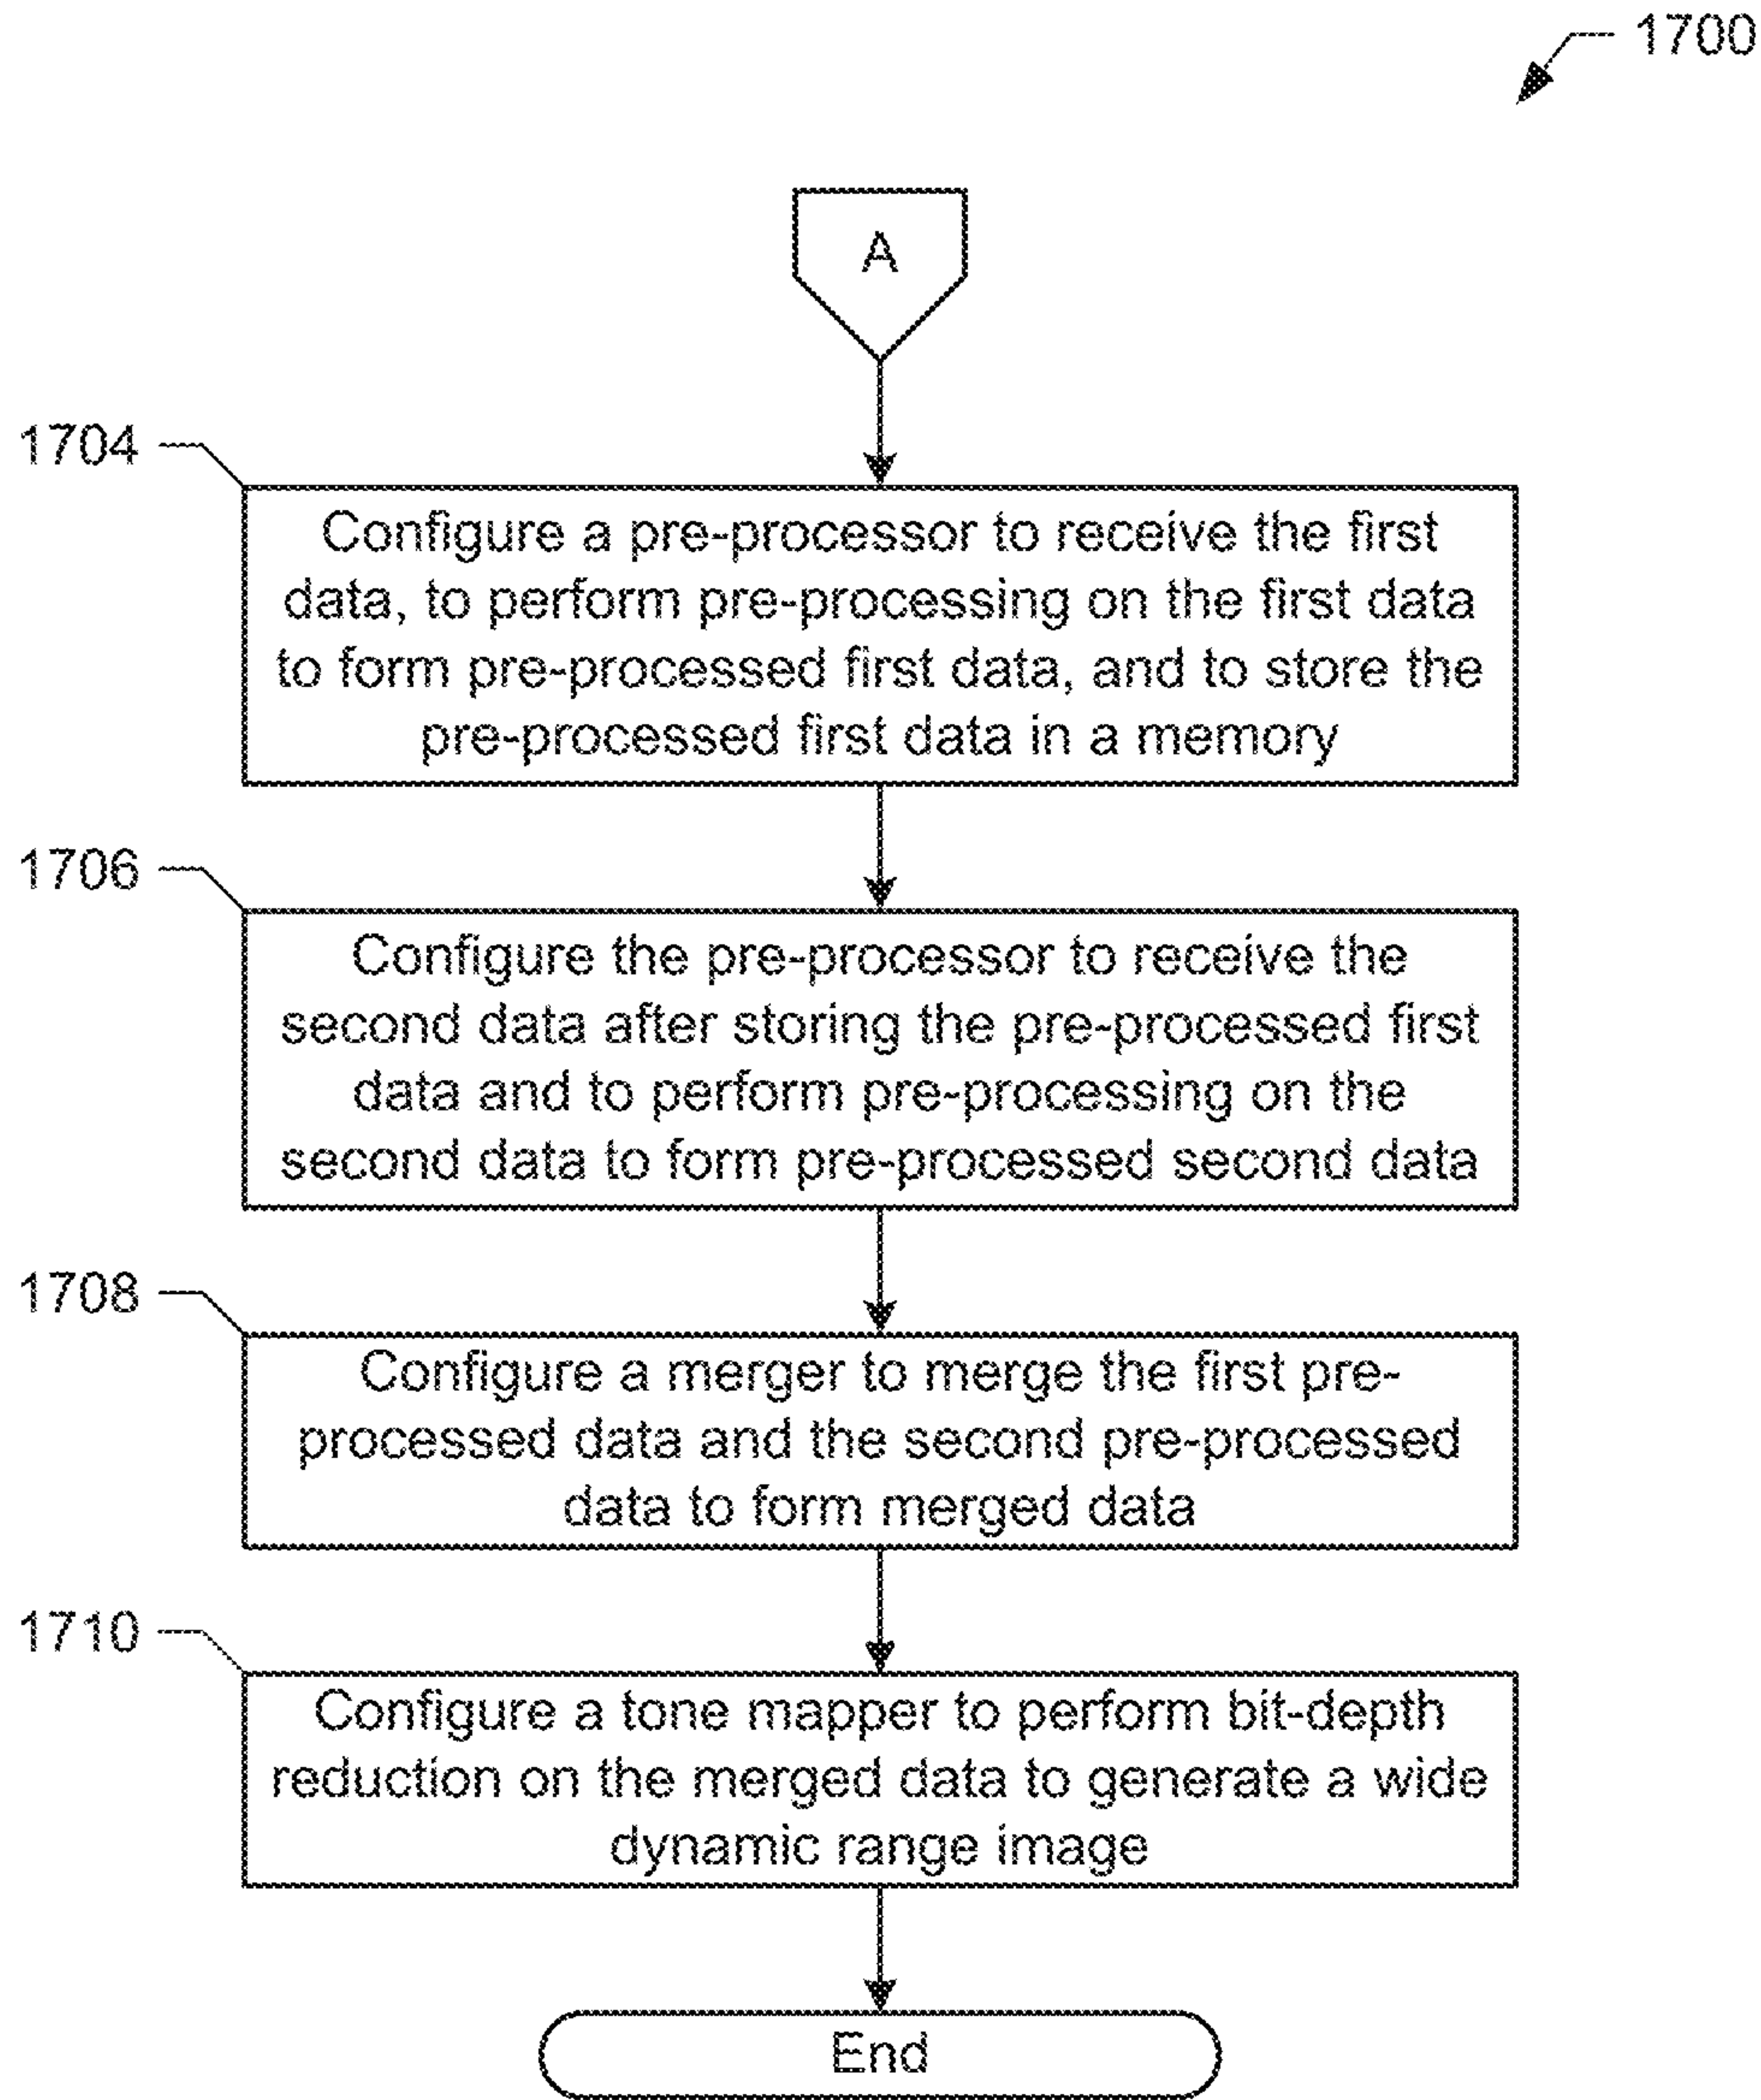 1700
A
1704
Configure a pre-processor to receive the first
data, to perform pre-processing on the first data
to form pre-processed first data, and to store the
pre-processed first data in a memory
1706
Configure the pre-processor to receive the
second data after storing the pre-processed first
data and to perform pre-processing on the
second data to form pre-processed second data
1708
Configure a merger to merge the first pre-
processed data and the second pre-processed
data to form merged data
1710
Configure a tone mapper to perform bit-depth
reduction on the merged data to generate a wide
dynamic range image
End